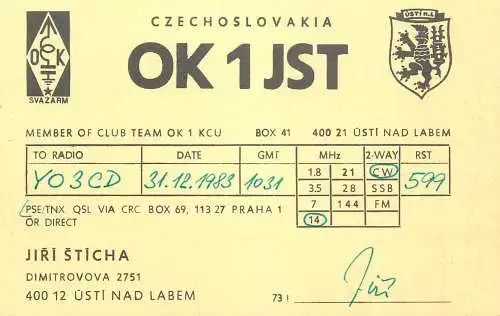 CZECHOSLOVAKIA
OK
SVAZARM
OK 1 JST
ÚSTÍ N.L.
MEMBER OF CLUB TEAM OK 1 KCU BOX 41 400 21 ÚSTÍ NAD LABEM
TO RADIO DATE GMT MHz 2-WAY RST
YO3CD 31.12.1983 1031 599
1.8 21 CW
3.5 28 SSB
7 144 FM
14
PSE/TNX QSL VIA CRC BOX 69, 113 27 PRAHA 1
ÖR DIRECT
JIŘÍ ŠTÍCHA
DIMITROVOVA 2751
400 12 ÚSTÍ NAD LABEM
73 ! Jiří